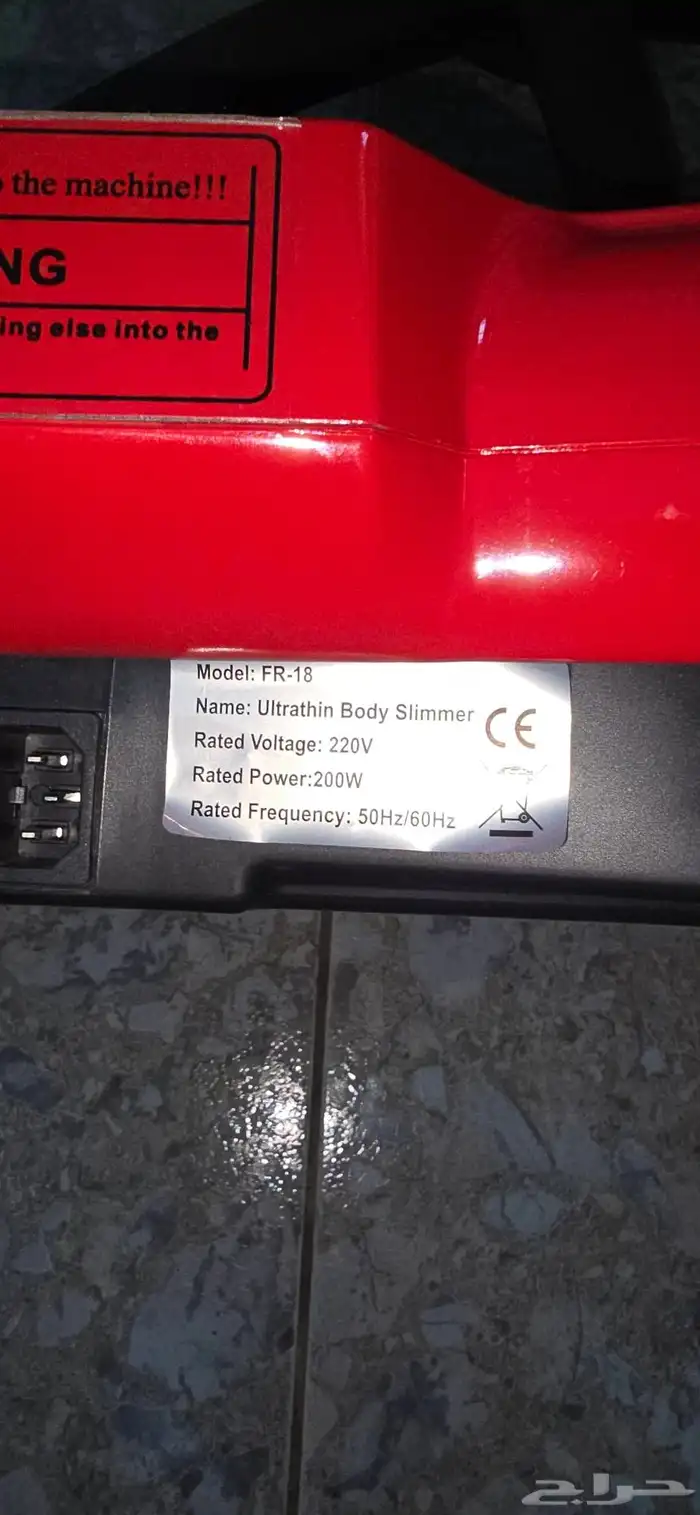 the machine!!!
NG
ing else into the
Model: FR-18
Name: Ultrathin Body Slimmer
CE
Rated Voltage: 220V
Rated Power:200W
Rated Frequency: 50Hz/60Hz
حراج